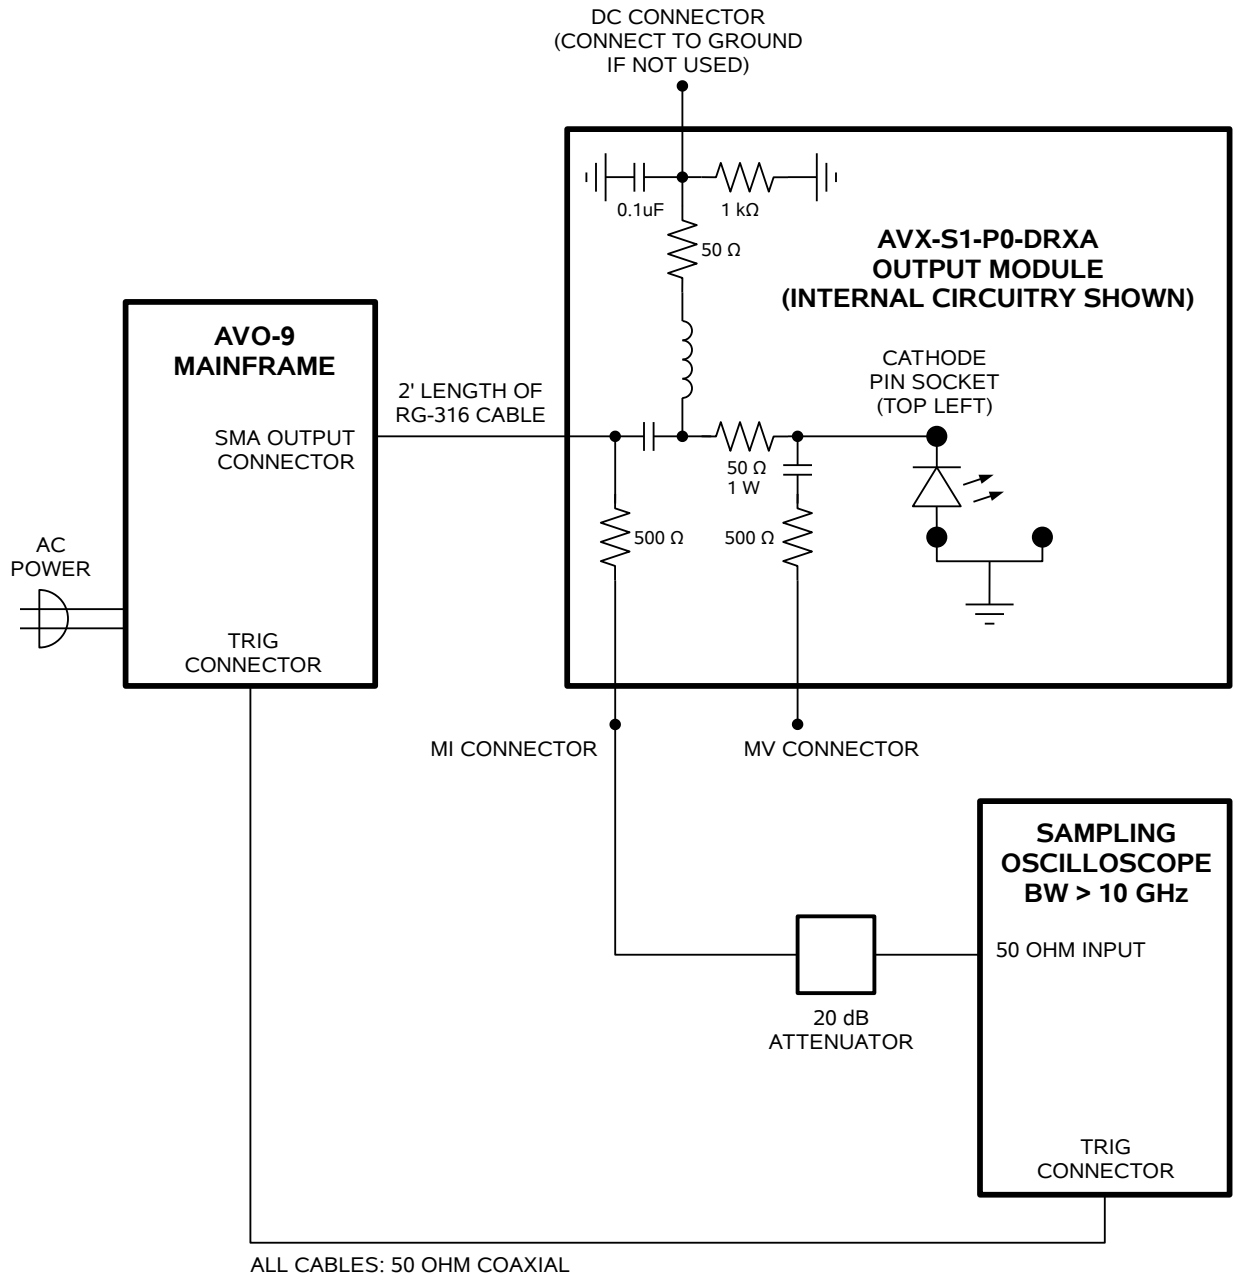 DC CONNECTOR
(CONNECT TO GROUND
IF NOT USED)
0.1uF
1 kΩ
50 Ω
AVX-S1-P0-DRXA
OUTPUT MODULE
(INTERNAL CIRCUITRY SHOWN)
AVO-9
MAINFRAME
2' LENGTH OF
RG-316 CABLE
CATHODE
PIN SOCKET
(TOP LEFT)
SMA OUTPUT
CONNECTOR
50 Ω
1 W
500 Ω
500 Ω
AC
POWER
TRIG
CONNECTOR
MI CONNECTOR
MV CONNECTOR
SAMPLING
OSCILLOSCOPE
BW > 10 GHz
50 OHM INPUT
20 dB
ATTENUATOR
TRIG
CONNECTOR
ALL CABLES: 50 OHM COAXIAL